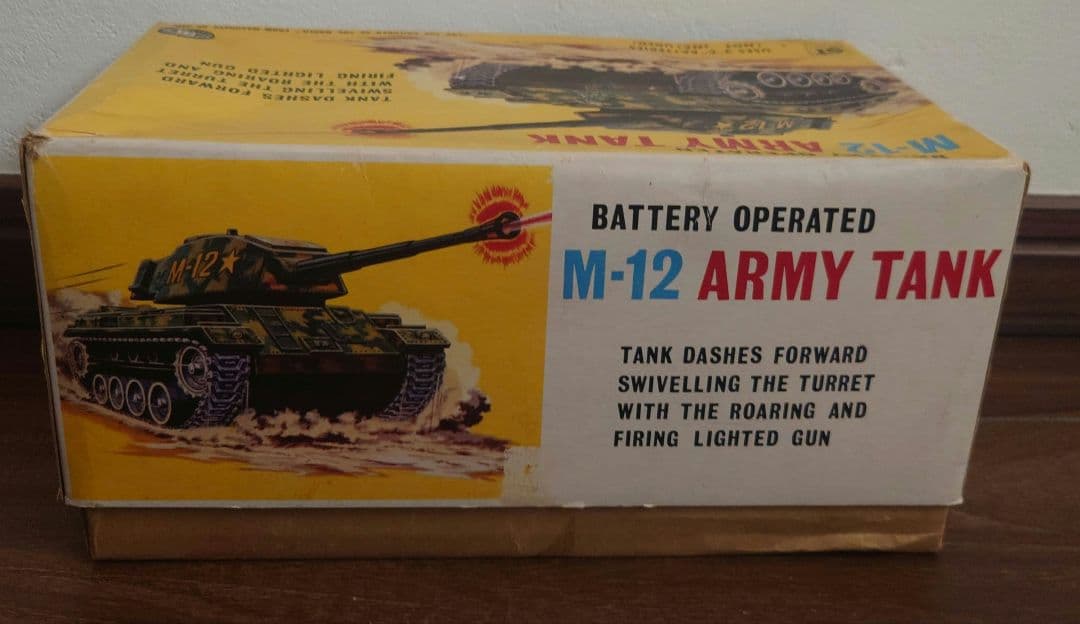 TANK DASHES FORWARD
SWIVELLING THE TURRET
WITH THE ROARING AND
FIRING LIGHTED GUN
M-12
M-12 ARMY TANK
M-12
BATTERY OPERATED
M-12 ARMY TANK
TANK DASHES FORWARD
SWIVELLING THE TURRET
WITH THE ROARING AND
FIRING LIGHTED GUN